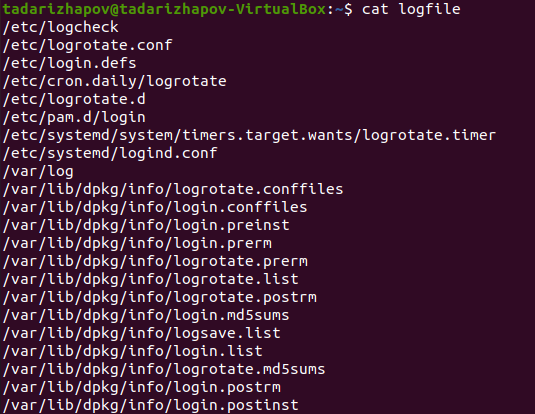 tadarizhapov@tadarizhapov-VirtualBox:~$ cat logfile
/etc/logcheck
/etc/logrotate.conf
/etc/login.defs
/etc/cron.daily/logrotate
/etc/logrotate.d
/etc/pam.d/login
/etc/systemd/system/timers.target.wants/logrotate.timer
/etc/systemd/logind.conf
/var/log
/var/lib/dpkg/info/logrotate.conffiles
/var/lib/dpkg/info/login.conffiles
/var/lib/dpkg/info/login.preinst
/var/lib/dpkg/info/login.prerm
/var/lib/dpkg/info/logrotate.prerm
/var/lib/dpkg/info/logrotate.list
/var/lib/dpkg/info/logrotate.postrm
/var/lib/dpkg/info/login.md5sums
/var/lib/dpkg/info/logsave.list
/var/lib/dpkg/info/login.list
/var/lib/dpkg/info/logrotate.md5sums
/var/lib/dpkg/info/login.postrm
/var/lib/dpkg/info/login.postinst